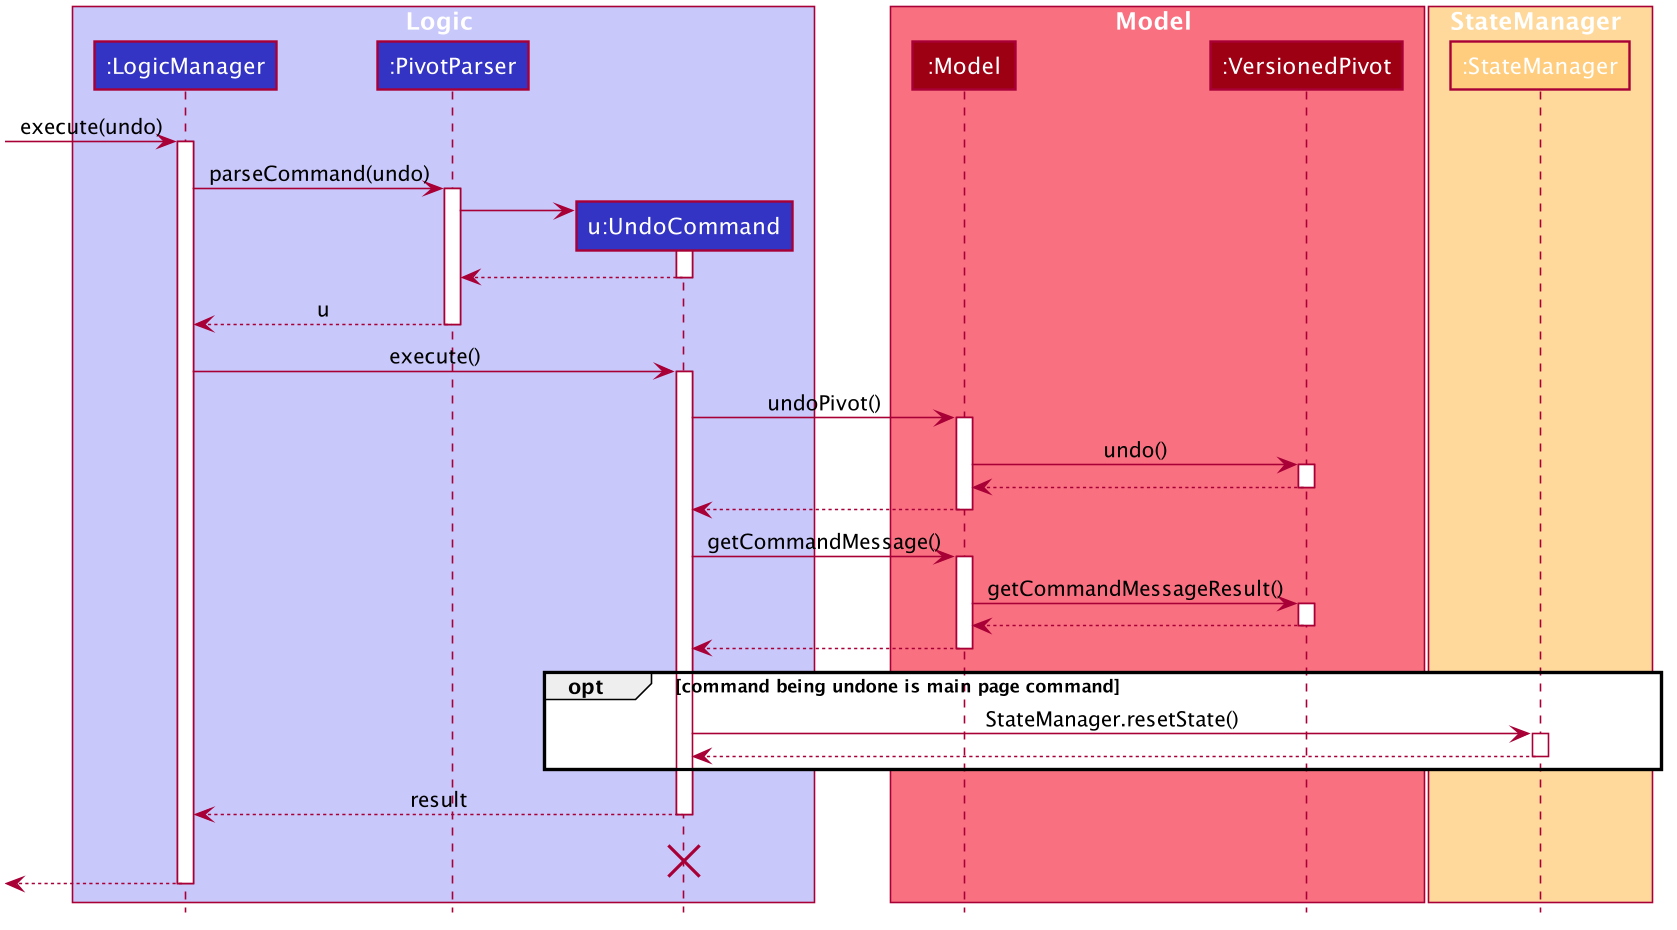 Logic
Model
StateManager
:LogicManager
:PivotParser
:Model
:VersionedPivot
:StateManager
execute(undo)
parseCommand(undo)
u:UndoCommand
u
execute()
undoPivot()
undo()
getCommandMessage()
getCommandMessageResult()
opt
[command being undone is main page command]
StateManager.resetState()
result